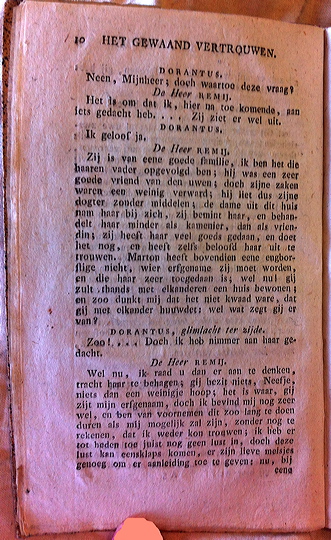 10 HET GEWAAND VERTROUWEN.
DORANTUS.
Neen, Mijnheer; doch waartoe deze vraag?
De Heer REMIJ.
Het is om dat ik, hier na toe komende, aan
iets gedacht heb. . . . Zij ziet er wel uit.
DORANTUS.
Ik geloof ja.
De Heer REMIJ.
Zij is van eene goede familie, ik ben het die
haaren vader opgevolgd ben; hij was een zeer
goede vriend van den uwen; doch zijne zaken
waren een weinig verward; hij liet dus zijne
dogter zonder middelen; de dame uit dit huis
nam haar bij zich, zij bemint haar, en behan-
delt haar minder als kamenier, dan als vrien-
din; zij heeft haar veel goeds gedaan, en doet
het nog, en heeft zelfs beloofd haar uit te
trouwen. Marton heeft bovendien eene engbor-
stige nicht, wier erfgename zij moet worden,
en die haar zeer toegedaan is; wel nu! gij
zult thands met elkanderen een huis bewonen;
en zoo dunkt mij dat het niet kwaad ware, dat
gij met elkander huuwdet: wel wat zegt gij er
van?
DORANTUS, glimlacht ter zijde.
Zoo!. . . . Doch ik heb nimmer aan haar ge-
dacht.
De Heer REMIJ.
Wel nu, ik raad u dan er aan te denken,
tracht haar te behagen; gij bezit niets, Neefje,
niets dan een weinigje hoop; het is waar, gij
zijt mijn erfgenaam, doch ik bevind mij nog zeer
wel, en ben van voornemen dit zoo lang te doen
duren als mij mogelijk zal zijn, zonder nog te
rekenen, dat ik weder kon trouwen; ik heb er
tot heden toe juist nog geen lust in, doch deze
lust kan eensklaps komen, er zijn lieve meisjes
genoeg om er aanleiding toe te geven: nu, bij
eene